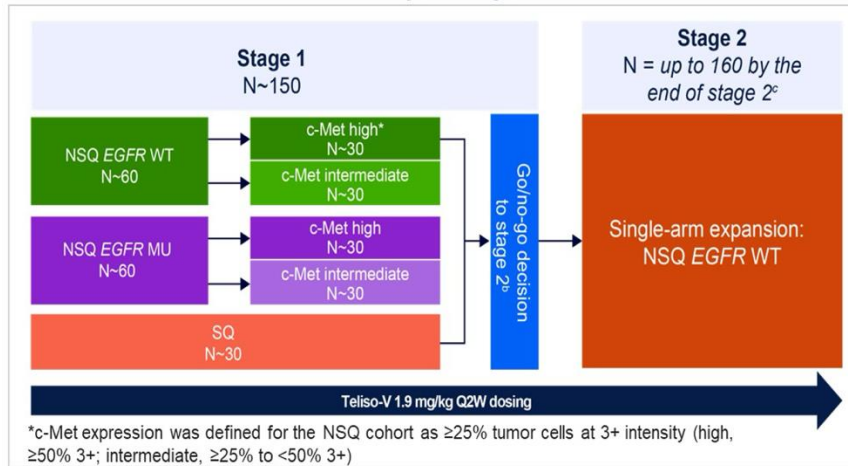 Stage 1
N~150
Stage 2
N = up to 160 by the
end of stage 2c
NSQ EGFR WT
N~60
c-Met high*
N~30
c-Met intermediate
N~30
NSQ EGFR MU
N~60
c-Met high
N~30
c-Met intermediate
N~30
SQ
N~30
Go/no-go decision
to stage 2b
Single-arm expansion:
NSQ EGFR WT
Teliso-V 1.9 mg/kg Q2W dosing
*c-Met expression was defined for the NSQ cohort as ≥25% tumor cells at 3+ intensity (high,
≥50% 3+; intermediate, ≥25% to <50% 3+)